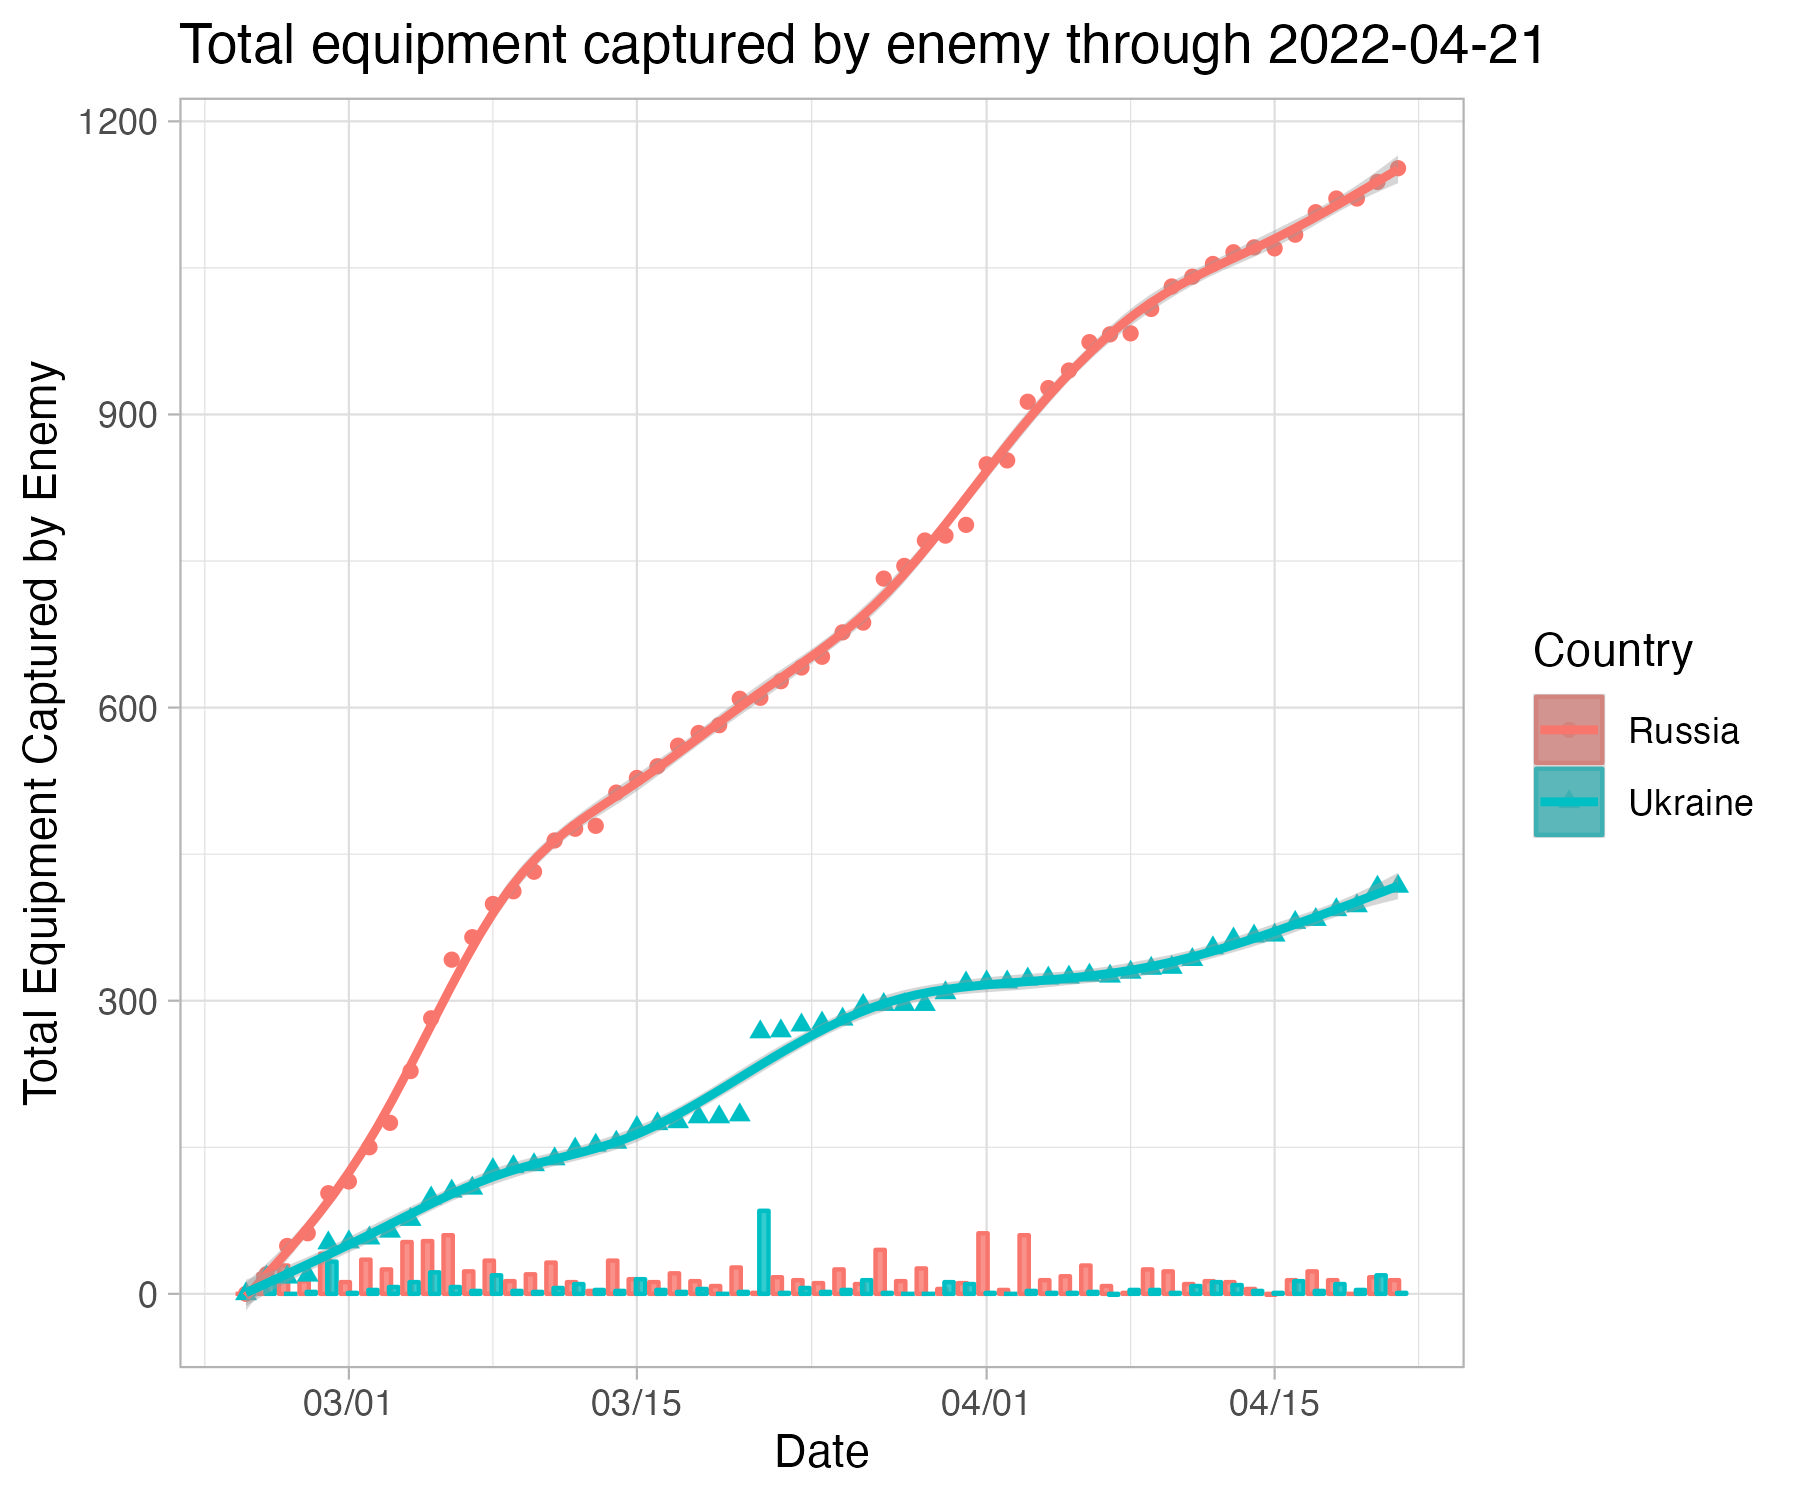 Total equipment captured by enemy through 2022-04-21
Total Equipment Captured by Enemy
1200
900
600
300
0
03/01
03/15
04/01
04/15
Date
Country
Russia
Ukraine